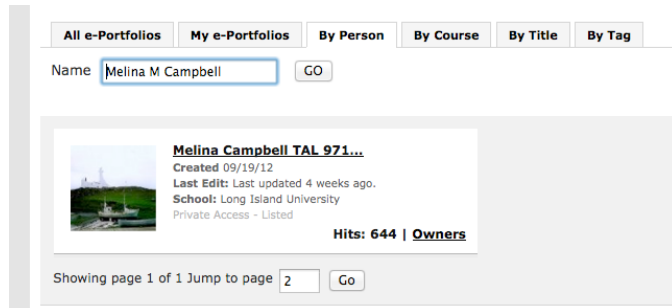 All e-Portfolios My e-Portfolios By Person By Course By Title By Tag
Name Melina M Campbell GO
Melina Campbell TAL 971...
Created 09/19/12
Last Edit: Last updated 4 weeks ago.
School: Long Island University
Private Access - Listed
Hits: 644 | Owners
Showing page 1 of 1 Jump to page 2 Go